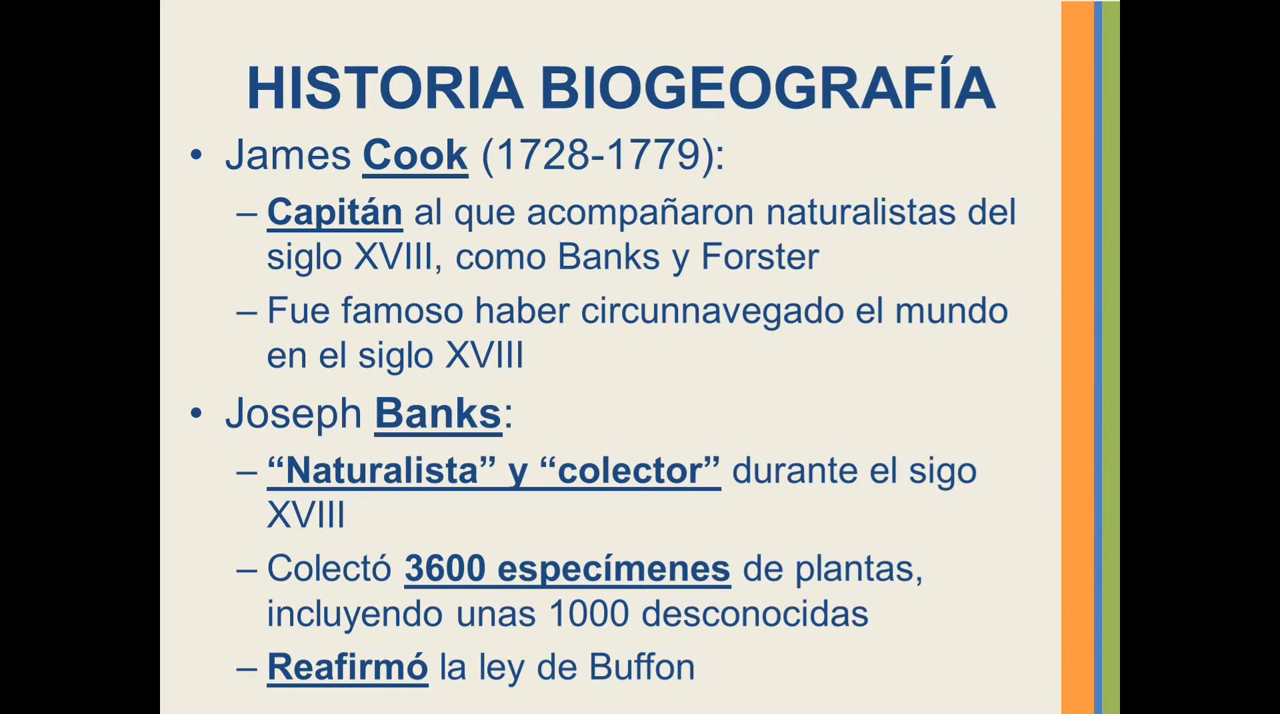 HISTORIA BIOGEOGRAFÍA
• James Cook (1728-1779):
– Capitán al que acompañaron naturalistas del
siglo XVIII, como Banks y Forster
– Fue famoso haber circunnavegado el mundo
en el siglo XVIII
• Joseph Banks:
– “Naturalista” y “colector” durante el sigo
XVIII
– Colectó 3600 especímenes de plantas,
incluyendo unas 1000 desconocidas
– Reafirmó la ley de Buffon